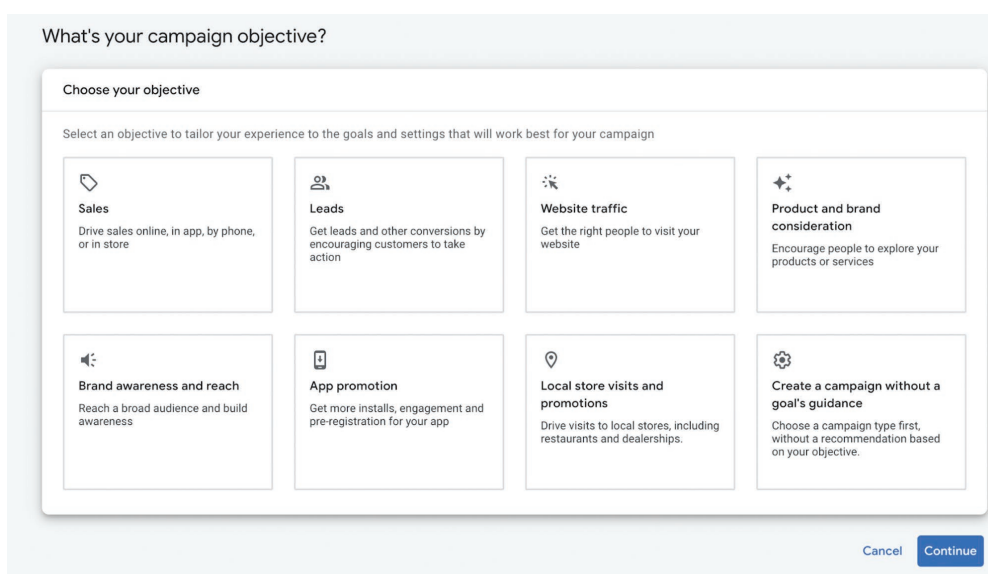 What's your campaign objective?
Choose your objective
Select an objective to tailor your experience to the goals and settings that will work best for your campaign
Sales
Drive sales online, in app, by phone,
or in store
Leads
Get leads and other conversions by
encouraging customers to take
action
Website traffic
Get the right people to visit your
website
Product and brand
consideration
Encourage people to explore your
products or services
Brand awareness and reach
Reach a broad audience and build
awareness
App promotion
Get more installs, engagement and
pre-registration for your app
Local store visits and
promotions
Drive visits to local stores, including
restaurants and dealerships.
Create a campaign without a
goal's guidance
Choose a campaign type first,
without a recommendation based
on your objective.
Cancel
Continue